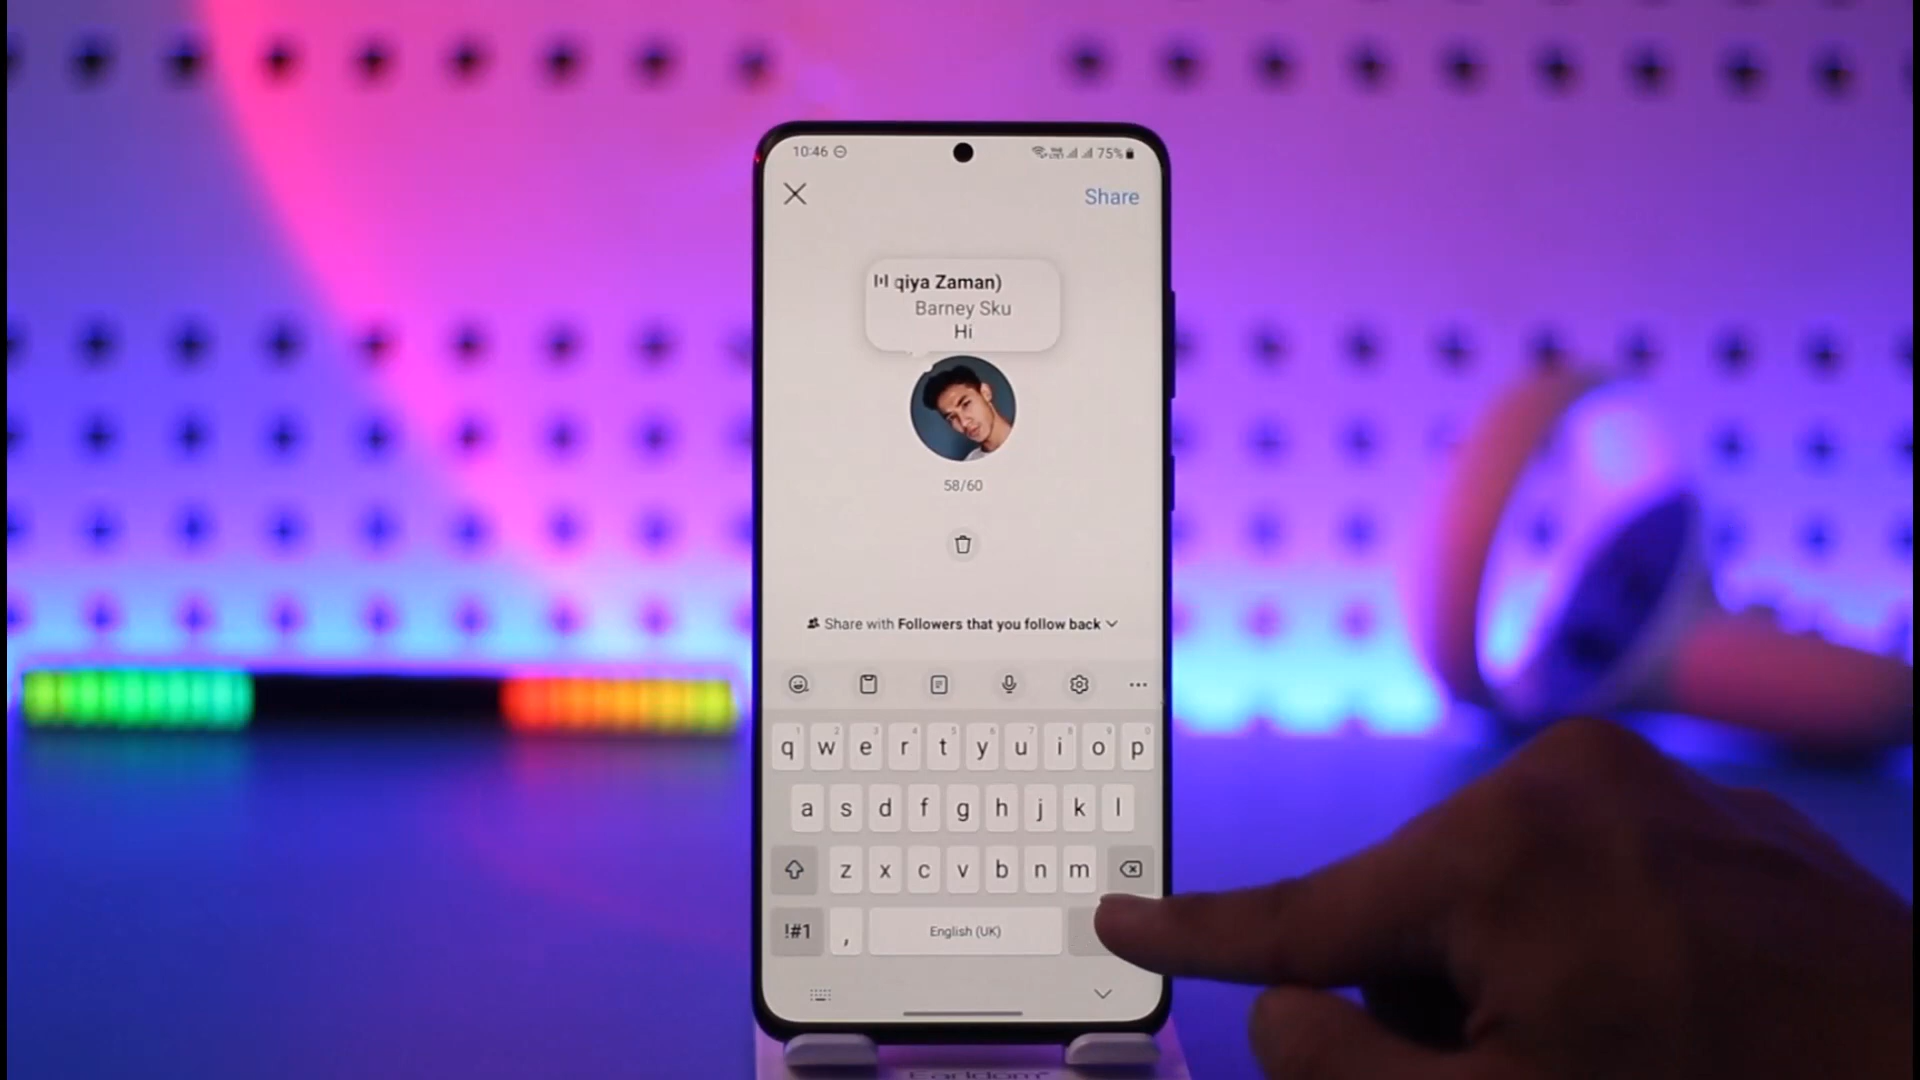 10:46
75%
Share
qiya Zaman)
Barney Sku
Hi
58/60
Share with Followers that you follow back
q w e r t y u i o p
a s d f g h j k l
z x c v b n m
!#1 , English (UK)